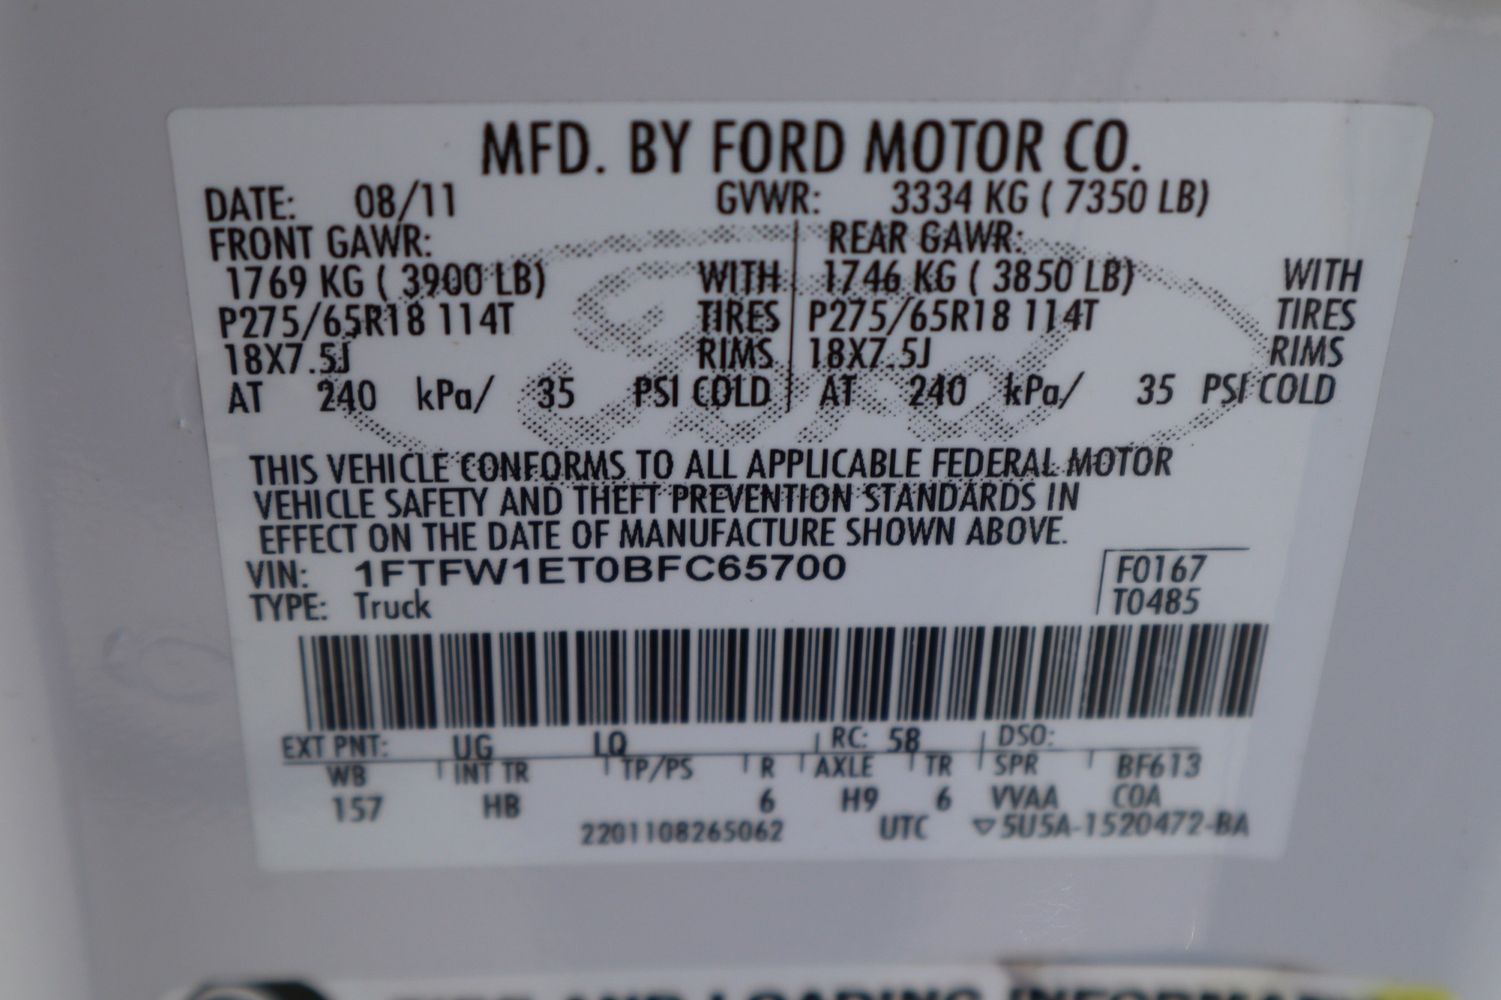 MFD. BY FORD MOTOR CO.
DATE: 08/11 GVWR: 3334 KG ( 7350 LB)
FRONT GAWR: REAR GAWR:
1769 KG ( 3900 LB) WITH 1746 KG ( 3850 LB) WITH
P275/65R18 114T TIRES P275/65R18 114T TIRES
18X7.5J RIMS 18X7.5J RIMS
AT 240 kPa/ 35 PSI COLD AT 240 kPa/ 35 PSI COLD
Ford
THIS VEHICLE CONFORMS TO ALL APPLICABLE FEDERAL MOTOR
VEHICLE SAFETY AND THEFT PREVENTION STANDARDS IN
EFFECT ON THE DATE OF MANUFACTURE SHOWN ABOVE.
VIN: 1FTFW1ET0BFC65700 F0167
TYPE: Truck T0485
EXT PNT: UG LQ RC: 58 DSO:
WB INT TR TP/PS R AXLE TR SPR BF613
157 HB 6 H9 6 VVAA COA
2201108265062 UTC ▽5U5A-1520472-BA
AND LOADING INFORMAT